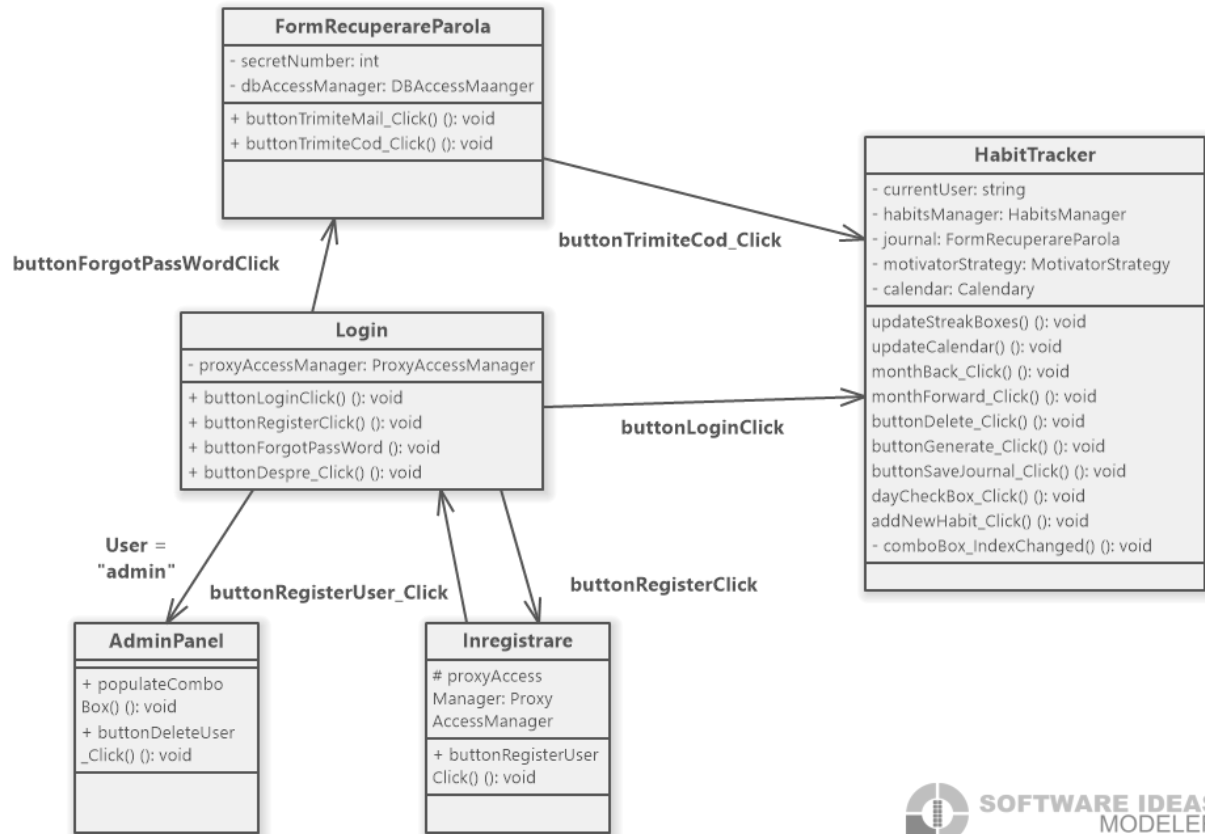 FormRecuperareParola
- secretNumber: int
- dbAccessManager: DBAccessMaanger
+ buttonTrimiteMail_Click() (): void
+ buttonTrimiteCod_Click() (): void
HabitTracker
- currentUser: string
- habitsManager: HabitsManager
- journal: FormRecuperareParola
- motivatorStrategy: MotivatorStrategy
- calendar: Calendary
updateStreakBoxes() (): void
updateCalendar() (): void
monthBack_Click() (): void
monthForward_Click() (): void
buttonDelete_Click() (): void
buttonGenerate_Click() (): void
buttonSaveJournal_Click() (): void
dayCheckBox_Click() (): void
addNewHabit_Click() (): void
- comboBox_IndexChanged() (): void
buttonTrimiteCod_Click
buttonForgotPassWordClick
Login
- proxyAccessManager: ProxyAccessManager
+ buttonLoginClick() (): void
+ buttonRegisterClick() (): void
+ buttonForgotPassWord (): void
+ buttonDespre_Click() (): void
buttonLoginClick
User =
"admin"
buttonRegisterUser_Click
buttonRegisterClick
AdminPanel
+ populateCombo
Box() (): void
+ buttonDeleteUser
_Click() (): void
Inregistrare
# proxyAccess
Manager: Proxy
AccessManager
+ buttonRegisterUser
Click() (): void
SOFTWARE IDEAS
MODELER